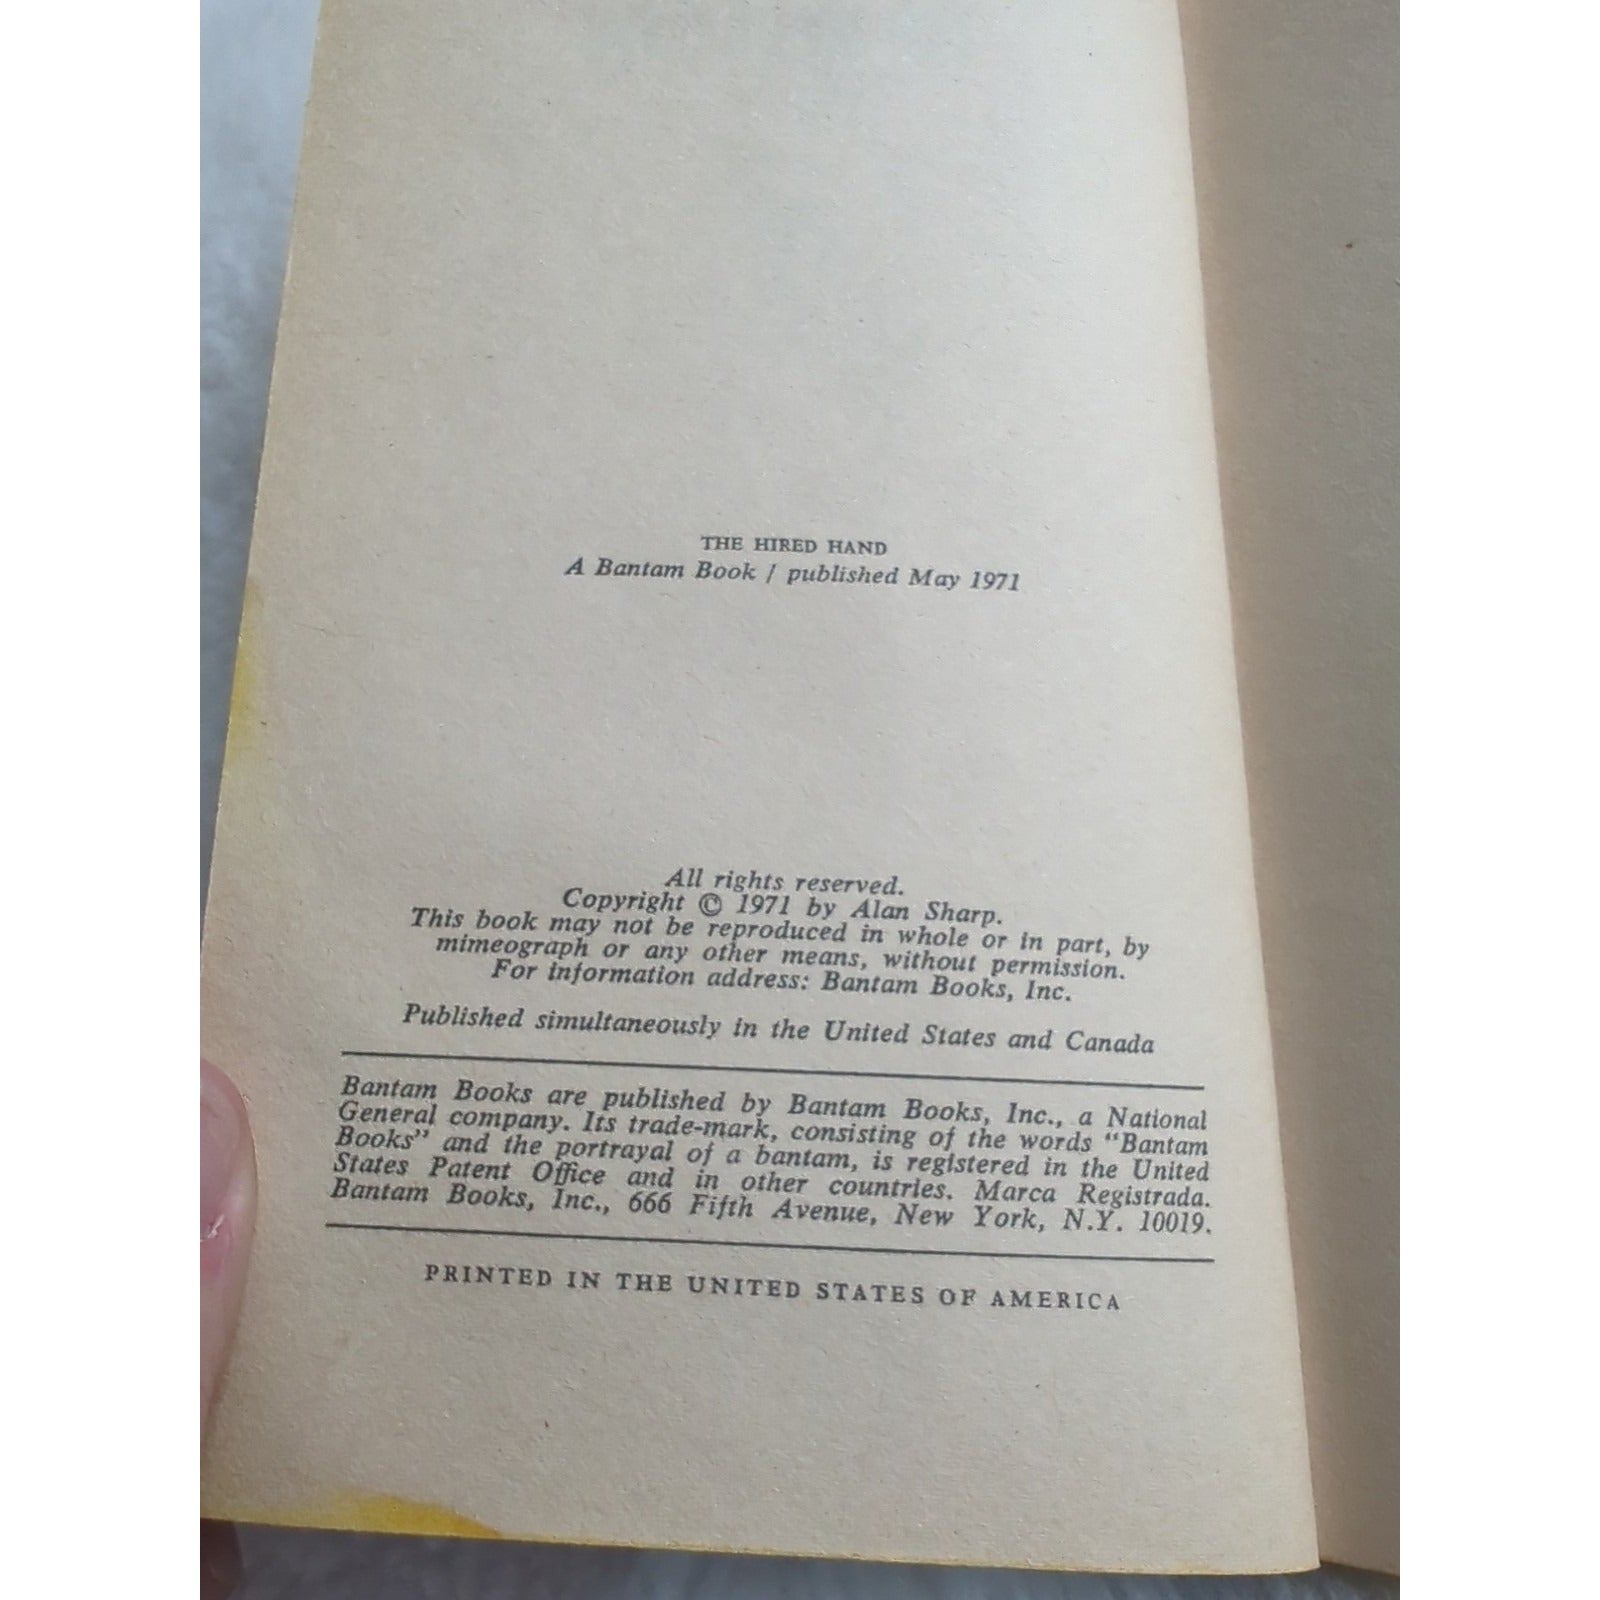 THE HIRED HAND
A Bantam Book / published May 1971
All rights reserved.
Copyright © 1971 by Alan Sharp.
This book may not be reproduced in whole or in part, by
mimeograph or any other means, without permission.
For information address: Bantam Books, Inc.
Published simultaneously in the United States and Canada
Bantam Books are published by Bantam Books, Inc., a National
General company. Its trade-mark, consisting of the words "Bantam
Books" and the portrayal of a bantam, is registered in the United
States Patent Office and in other countries. Marca Registrada.
Bantam Books, Inc., 666 Fifth Avenue, New York, N.Y. 10019.
PRINTED IN THE UNITED STATES OF AMERICA